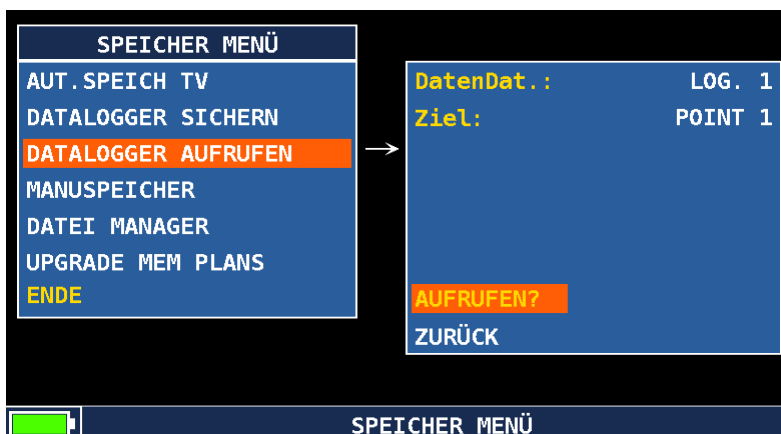 SPEICHER MENÜ
AUT.SPEICH TV
DATALOGGER SICHERN
DATALOGGER AUFRUFEN
MANUSPEICHER
DATEI MANAGER
UPGRADE MEM PLANS
ENDE
DatenDat.: LOG. 1
Ziel: POINT 1
AUFRUFEN?
ZURÜCK
SPEICHER MENÜ